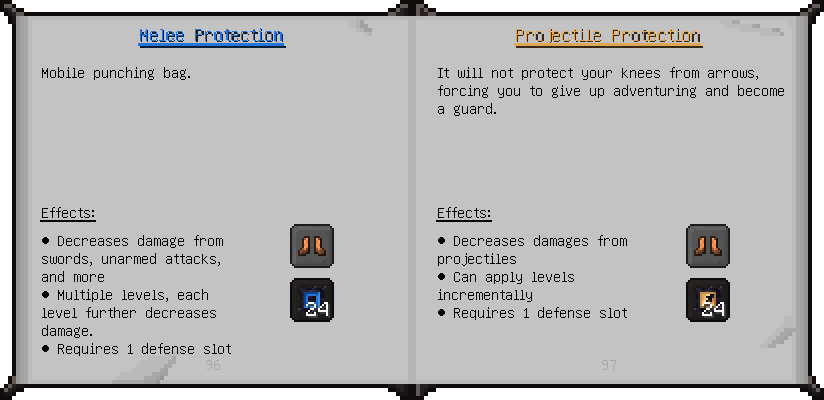 Melee Protection
Mobile punching bag.
Effects:
• Decreases damage from
swords, unarmed attacks,
and more
• Multiple levels, each
level further decreases
damage.
• Requires 1 defense slot
24
96
Projectile Protection
It will not protect your knees from arrows,
forcing you to give up adventuring and become
a guard.
Effects:
• Decreases damages from
projectiles
• Can apply levels
incrementally
• Requires 1 defense slot
24
97